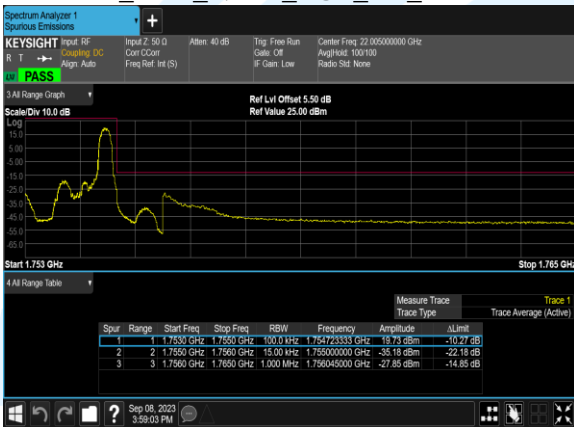 Spectrum Analyzer 1
Spurious Emissions
KEYSIGHT Input: RF Input Z: 50 Ω Atten: 40 dB Trig: Free Run Center Freq: 22.005000000 GHz
R T Coupling: DC Corr CCorr Gate: Off Avg|Hold: 100/100
Align: Auto Freq Ref: Int (S) IF Gain: Low Radio Std: None
LXI PASS
3 All Range Graph
Ref Lvl Offset 5.50 dB
Scale/Div 10.0 dB Ref Value 25.00 dBm
Log
15.0
5.00
-5.00
-15.0
-25.0
-35.0
-45.0
-55.0
-65.0
Start 1.753 GHz Stop 1.765 GHz
4 All Range Table
Measure Trace Trace 1
Trace Type Trace Average (Active)
Spur Range Start Freq Stop Freq RBW Frequency Amplitude ΔLimit
1 1 1.7530 GHz 1.7550 GHz 100.0 kHz 1.754723333 GHz 19.73 dBm -10.27 dB
2 2 1.7550 GHz 1.7560 GHz 15.00 kHz 1.755000000 GHz -35.18 dBm -22.18 dB
3 3 1.7560 GHz 1.7650 GHz 1.000 MHz 1.756045000 GHz -27.85 dBm -14.85 dB
? Sep 08, 2023
3:59:03 PM